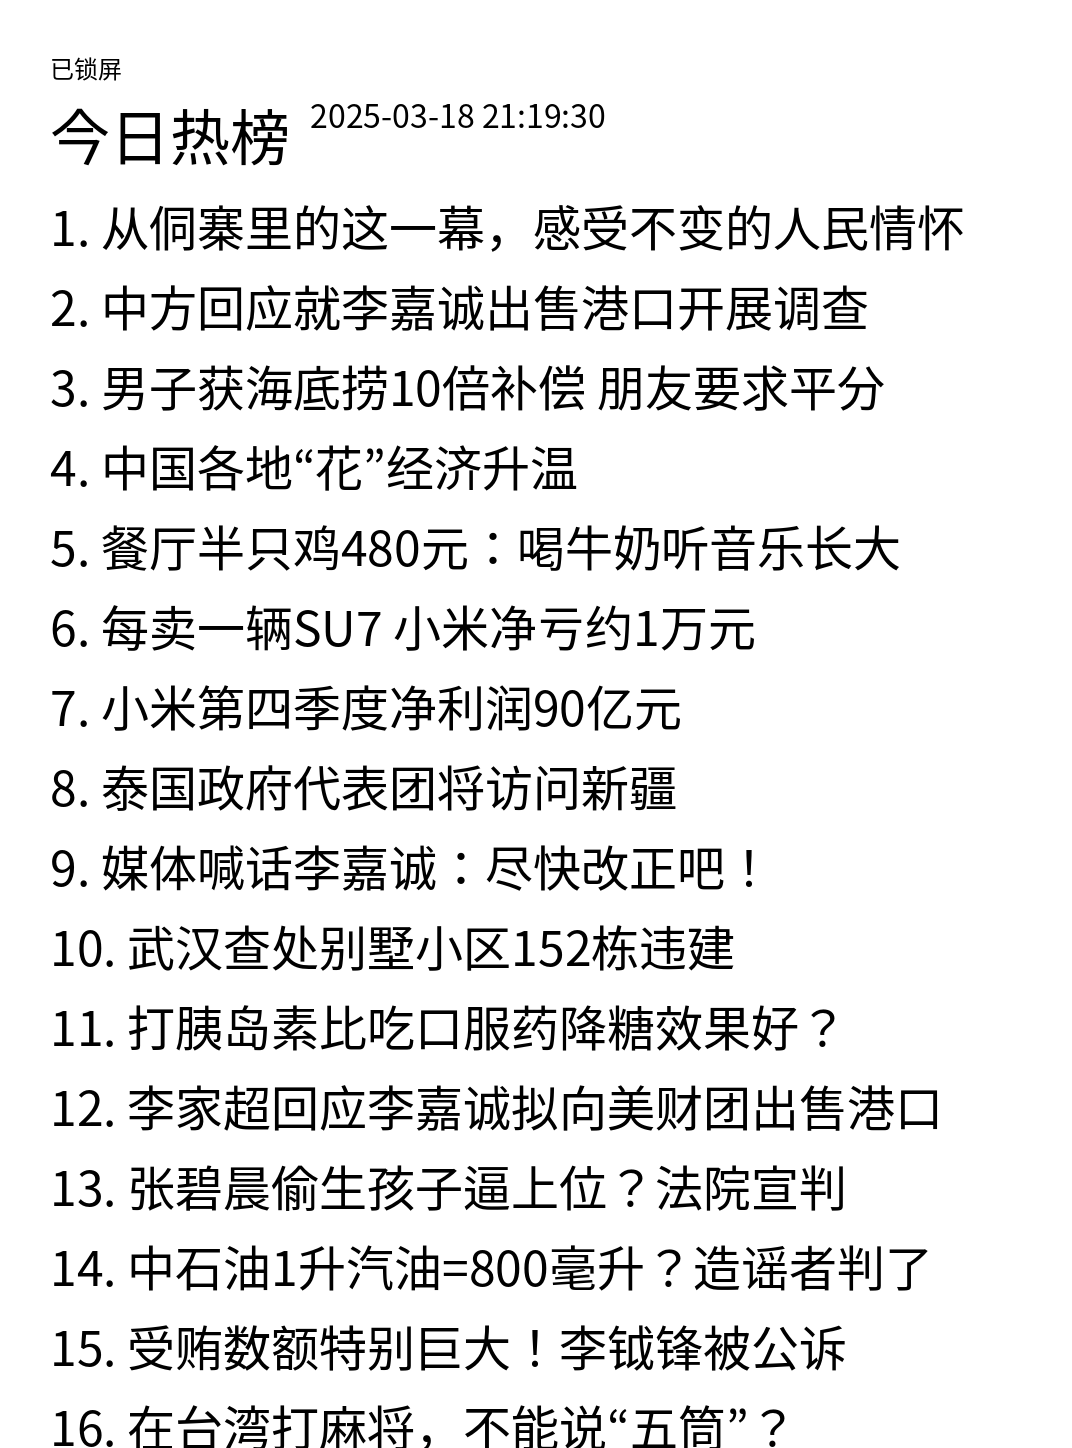 已锁屏
今日热榜 2025-03-18 21:19:30
1. 从侗寨里的这一幕，感受不变的人民情怀
2. 中方回应就李嘉诚出售港口开展调查
3. 男子获海底捞10倍补偿 朋友要求平分
4. 中国各地“花”经济升温
5. 餐厅半只鸡480元：喝牛奶听音乐长大
6. 每卖一辆SU7 小米净亏约1万元
7. 小米第四季度净利润90亿元
8. 泰国政府代表团将访问新疆
9. 媒体喊话李嘉诚：尽快改正吧！
10. 武汉查处别墅小区152栋违建
11. 打胰岛素比吃口服药降糖效果好？
12. 李家超回应李嘉诚拟向美财团出售港口
13. 张碧晨偷生孩子逼上位？法院宣判
14. 中石油1升汽油=800毫升？造谣者判了
15. 受贿数额特别巨大！李钺锋被公诉
16. 在台湾打麻将，不能说“五筒”？